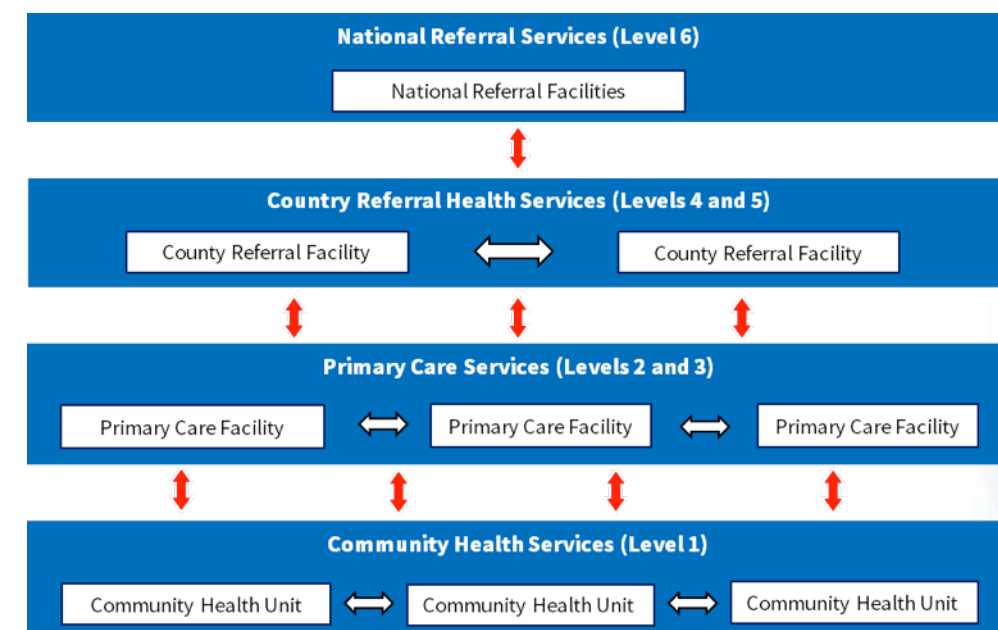 National Referral Services (Level 6)
National Referral Facilities
Country Referral Health Services (Levels 4 and 5)
County Referral Facility
County Referral Facility
Primary Care Services (Levels 2 and 3)
Primary Care Facility
Primary Care Facility
Primary Care Facility
Community Health Services (Level 1)
Community Health Unit
Community Health Unit
Community Health Unit